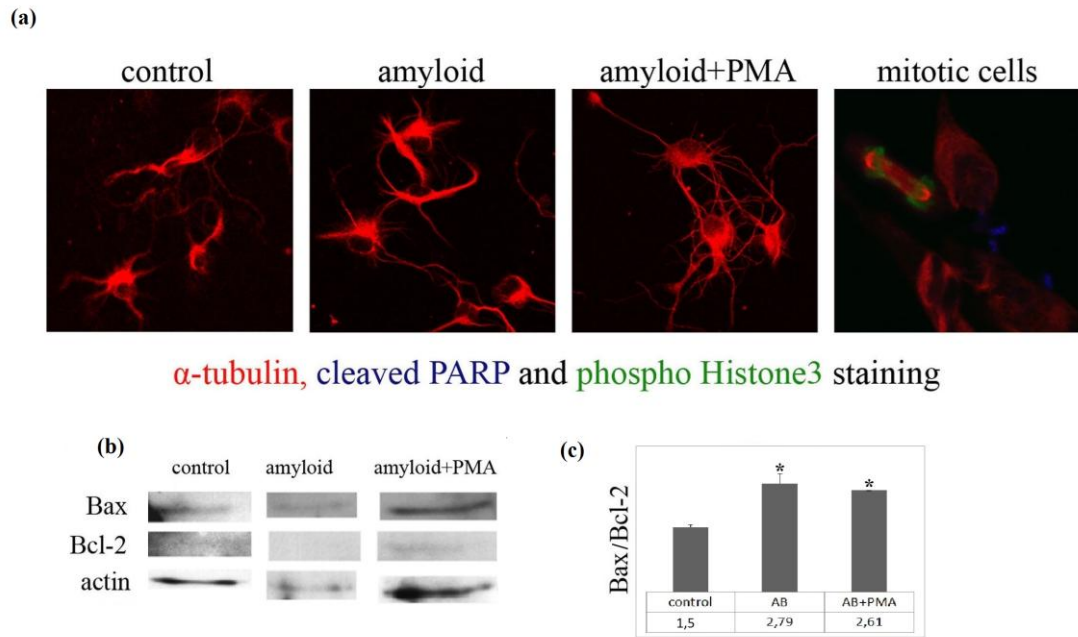 (a)
control amyloid amyloid+PMA mitotic cells
α-tubulin, cleaved PARP and phospho Histone3 staining
(b)
control amyloid amyloid+PMA
Bax
Bcl-2
actin
(c)
Bax/Bcl-2
* *
control AB AB+PMA
1,5 2,79 2,61